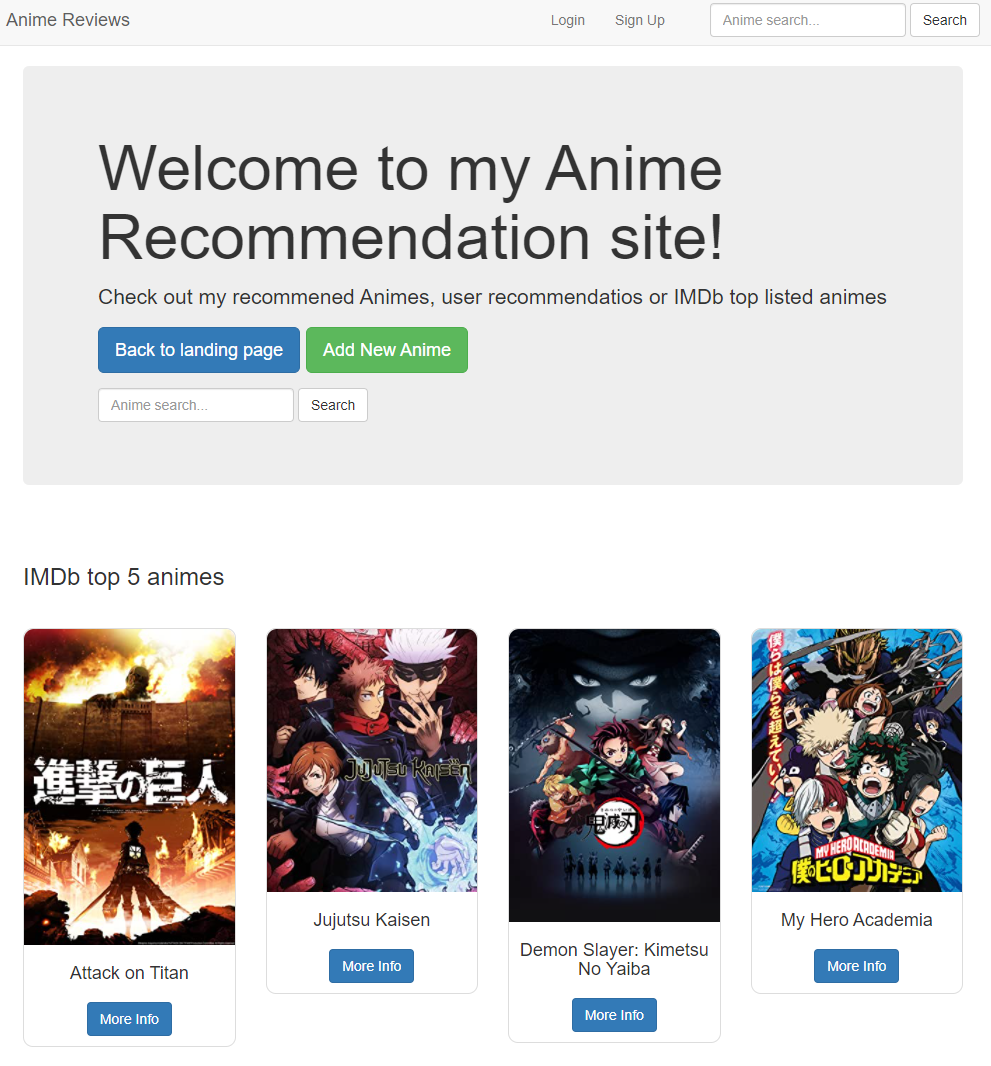 Anime Reviews
Login
Sign Up
Anime search...
Search
Welcome to my Anime
Recommendation site!
Check out my recommened Animes, user recommendatios or IMDb top listed animes
Back to landing page
Add New Anime
Anime search...
Search
IMDb top 5 animes
進撃の巨人
Attack on Titan
More Info
JUJUTSU KAISEN
Jujutsu Kaisen
More Info
鬼滅の刃
Demon Slayer: Kimetsu
No Yaiba
More Info
僕らは僕らを超えていく
MY HERO ACADEMIA
僕のヒーローアカデミア
My Hero Academia
More Info